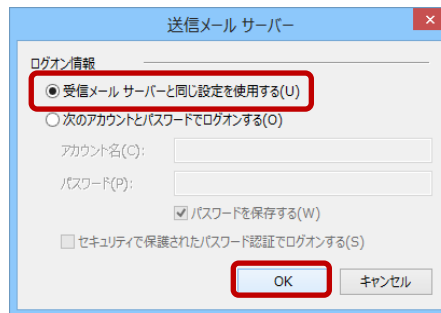 送信メール サーバー
ログオン情報
受信メール サーバーと同じ設定を使用する(U)
次のアカウントとパスワードでログオンする(O)
アカウント名(C):
パスワード(P):
パスワードを保存する(W)
セキュリティで保護されたパスワード認証でログオンする(S)
OK キャンセル